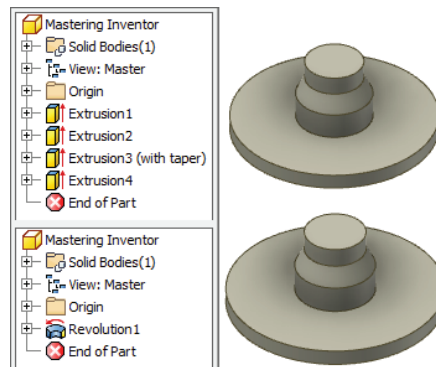 Mastering Inventor
Solid Bodies(1)
View: Master
Origin
Extrusion1
Extrusion2
Extrusion3 (with taper)
Extrusion4
End of Part
Mastering Inventor
Solid Bodies(1)
View: Master
Origin
Revolution1
End of Part